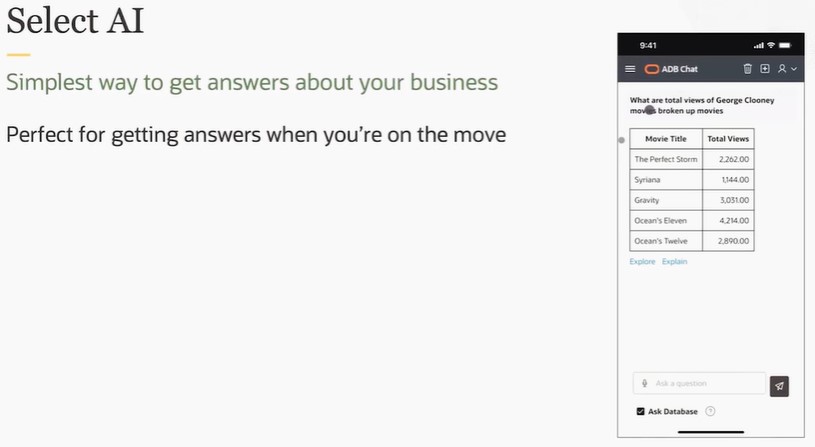 Select AI
Simplest way to get answers about your business
Perfect for getting answers when you're on the move
9:41
ADB Chat
What are total views of George Clooney
movies broken up movies
Movie Title Total Views
The Perfect Storm 2,262.00
Syriana 1,144.00
Gravity 3,031.00
Ocean's Eleven 4,214.00
Ocean's Twelve 2,890.00
Explore Explain
Ask a question
Ask Database ?